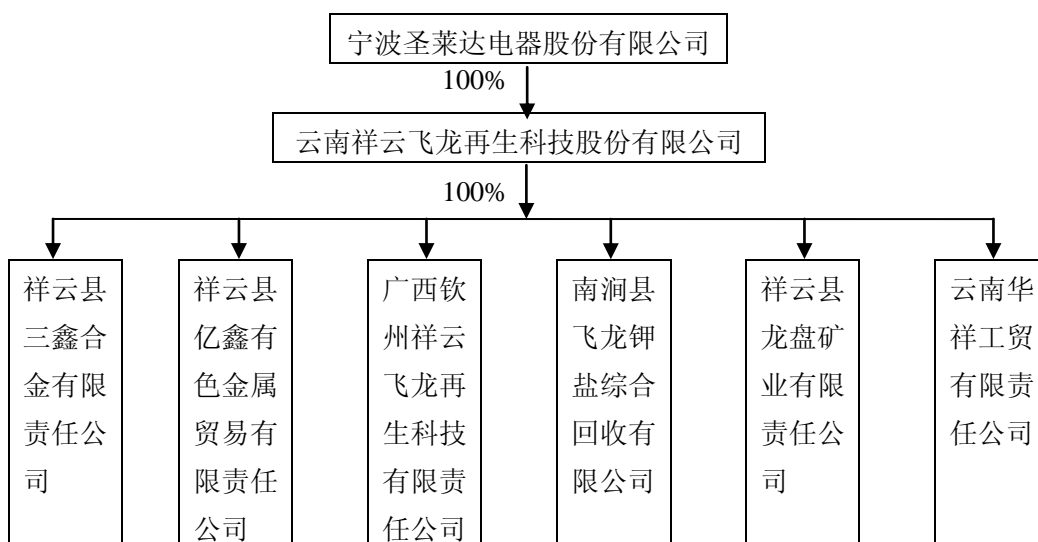 宁波圣莱达电器股份有限公司
100%
云南祥云飞龙再生科技股份有限公司
100%
祥云县
三鑫合
金有限
责任公
司
祥云县
亿鑫有
色金属
贸易有
限责任
公司
广西钦
州祥云
飞龙再
生科技
有限责
任公司
南涧县
飞龙钾
盐综合
回收有
限公司
祥云县
龙盘矿
业有限
责任公
司
云南华
祥工贸
有限责
任公司